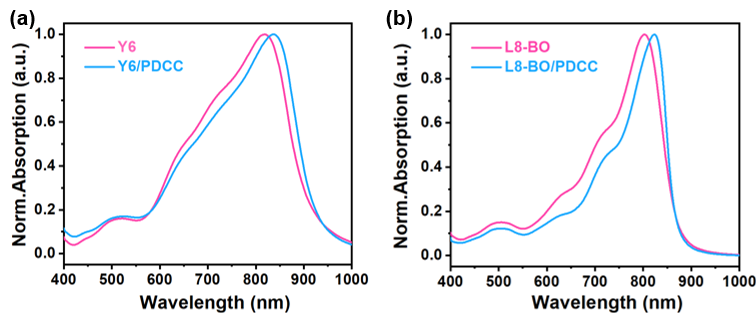 (a)
Norm.Absorption (a.u.)
1.0
0.8
0.6
0.4
0.2
0.0
Y6
Y6/PDCC
400 500 600 700 800 900 1000
Wavelength (nm)
(b)
Norm.Absorption (a.u.)
1.0
0.8
0.6
0.4
0.2
0.0
L8-BO
L8-BO/PDCC
400 500 600 700 800 900 1000
Wavelength (nm)